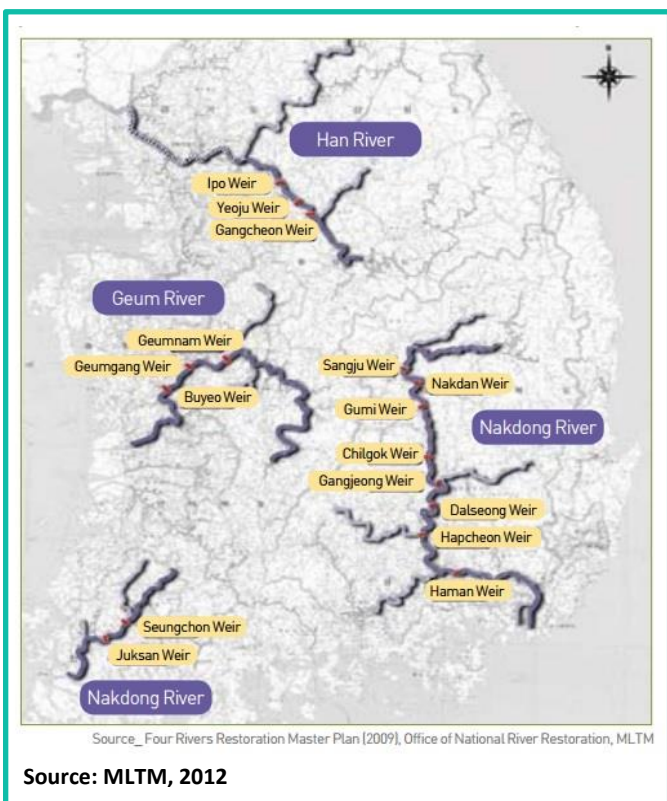 Han River
Ipo Weir
Yeoju Weir
Gangcheon Weir
Geum River
Geumnam Weir
Geumgang Weir
Buyeo Weir
Sangju Weir
Nakdan Weir
Gumi Weir
Nakdong River
Chilgok Weir
Gangjeong Weir
Dalseong Weir
Hapcheon Weir
Haman Weir
Seungchon Weir
Juksan Weir
Nakdong River
Source_ Four Rivers Restoration Master Plan (2009), Office of National River Restoration, MLTM
Source: MLTM, 2012